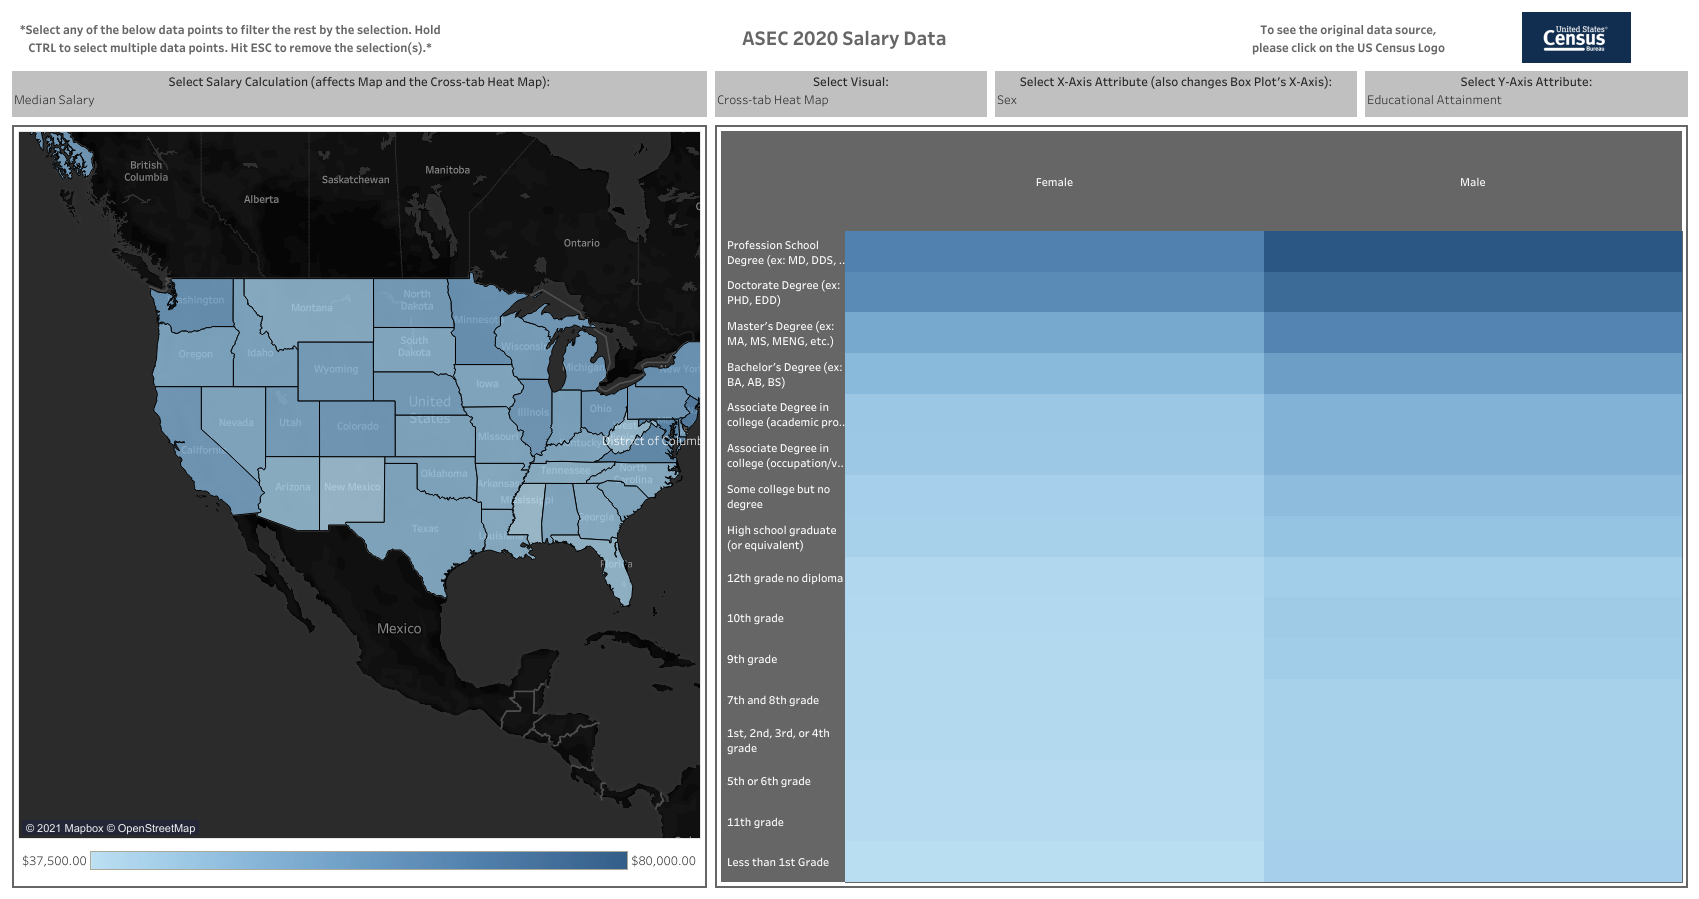 *Select any of the below data points to filter the rest by the selection. Hold
CTRL to select multiple data points. Hit ESC to remove the selection(s).*
ASEC 2020 Salary Data
To see the original data source,
please click on the US Census Logo
United States®
Census
Bureau
Select Salary Calculation (affects Map and the Cross-tab Heat Map):
Median Salary
Select Visual:
Cross-tab Heat Map
Select X-Axis Attribute (also changes Box Plot's X-Axis):
Sex
Select Y-Axis Attribute:
Educational Attainment
British
Columbia
Alberta
Saskatchewan
Manitoba
Ontario
Montana
North
Dakota
Oregon
Idaho
South
Dakota
Wyoming
Michigan
Iowa
United
States
Nevada
Utah
Colorado
Illinois
Ohio
Missouri
District of Columb
Arizona
New Mexico
Oklahoma
Arkansas
Tennessee
North
Carolina
Mississippi
Georgia
Texas
Louisiana
Florida
Mexico
© 2021 Mapbox © OpenStreetMap
$37,500.00
$80,000.00
Female
Male
Profession School
Degree (ex: MD, DDS, ..
Doctorate Degree (ex:
PHD, EDD)
Master's Degree (ex:
MA, MS, MENG, etc.)
Bachelor's Degree (ex:
BA, AB, BS)
Associate Degree in
college (academic pro..
Associate Degree in
college (occupation/v..
Some college but no
degree
High school graduate
(or equivalent)
12th grade no diploma
10th grade
9th grade
7th and 8th grade
1st, 2nd, 3rd, or 4th
grade
5th or 6th grade
11th grade
Less than 1st Grade